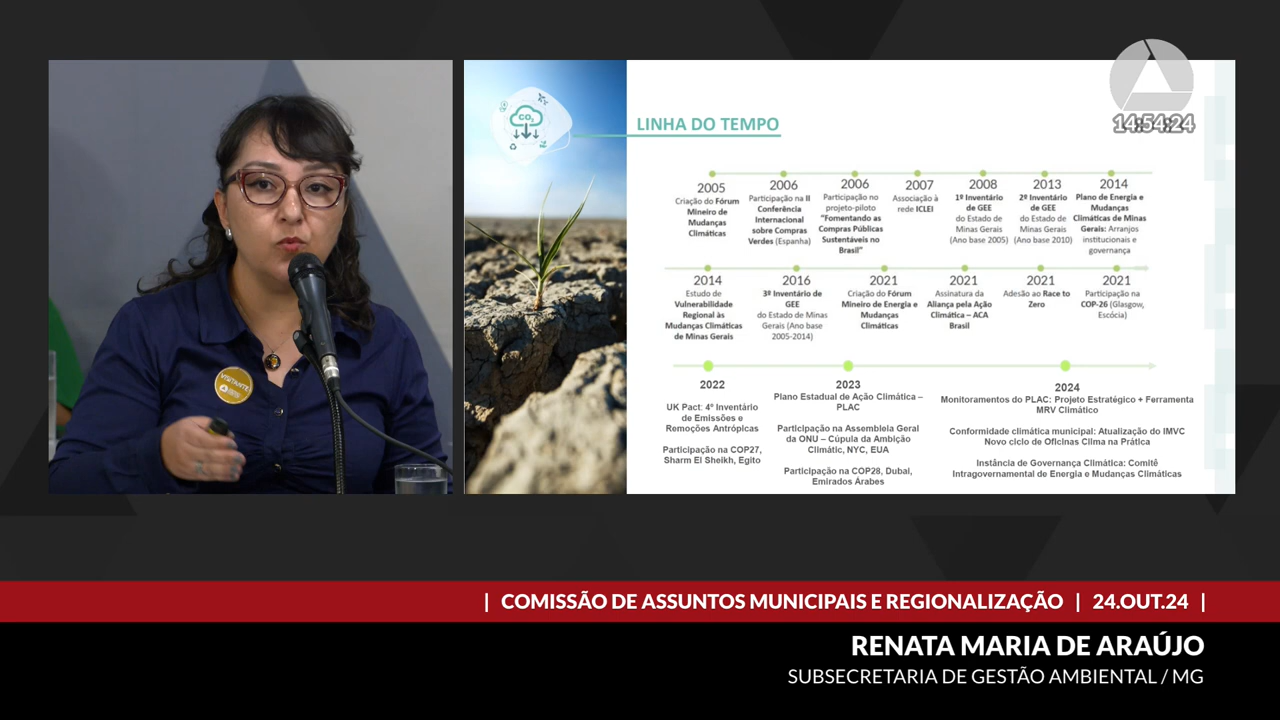 14:54:24
CO₂
LINHA DO TEMPO
2005
Criação do Fórum
Mineiro de
Mudanças
Climáticas
2006
Participação na II
Conferência
Internacional
sobre Compras
Verdes (Espanha)
2006
Participação no
projeto-piloto
"Fomentando as
Compras Públicas
Sustentáveis no
Brasil"
2007
Associação à
rede ICLEI
2008
1º Inventário
de GEE
do Estado de
Minas Gerais
(Ano base 2005)
2013
2º Inventário
de GEE
do Estado de
Minas Gerais
(Ano base 2010)
2014
Plano de Energia e
Mudanças
Climáticas de Minas
Gerais: Arranjos
institucionais e
governança
2014
Estudo de
Vulnerabilidade
Regional às
Mudanças Climáticas
de Minas Gerais
2016
3º Inventário de
GEE
do Estado de Minas
Gerais (Ano base
2005-2014)
2021
Criação do Fórum
Mineiro de Energia e
Mudanças
Climáticas
2021
Assinatura da
Aliança pela Ação
Climática – ACA
Brasil
2021
Adesão ao Race to
Zero
2021
Participação na
COP-26 (Glasgow,
Escócia)
2022
UK Pact: 4º Inventário
de Emissões e
Remoções Antrópicas
Participação na COP27,
Sharm El Sheikh, Egito
2023
Plano Estadual de Ação Climática –
PLAC
Participação na Assembleia Geral
da ONU – Cúpula da Ambição
Climátic, NYC, EUA
Participação na COP28, Dubai,
Emirados Árabes
2024
Monitoramentos do PLAC: Projeto Estratégico + Ferramenta
MRV Climático
Conformidade climática municipal: Atualização do IMVC
Novo ciclo de Oficinas Clima na Prática
Instância de Governança Climática: Comitê
Intragovernamental de Energia e Mudanças Climáticas
VISITANTE
| COMISSÃO DE ASSUNTOS MUNICIPAIS E REGIONALIZAÇÃO | 24.OUT.24 |
RENATA MARIA DE ARAÚJO
SUBSECRETARIA DE GESTÃO AMBIENTAL / MG